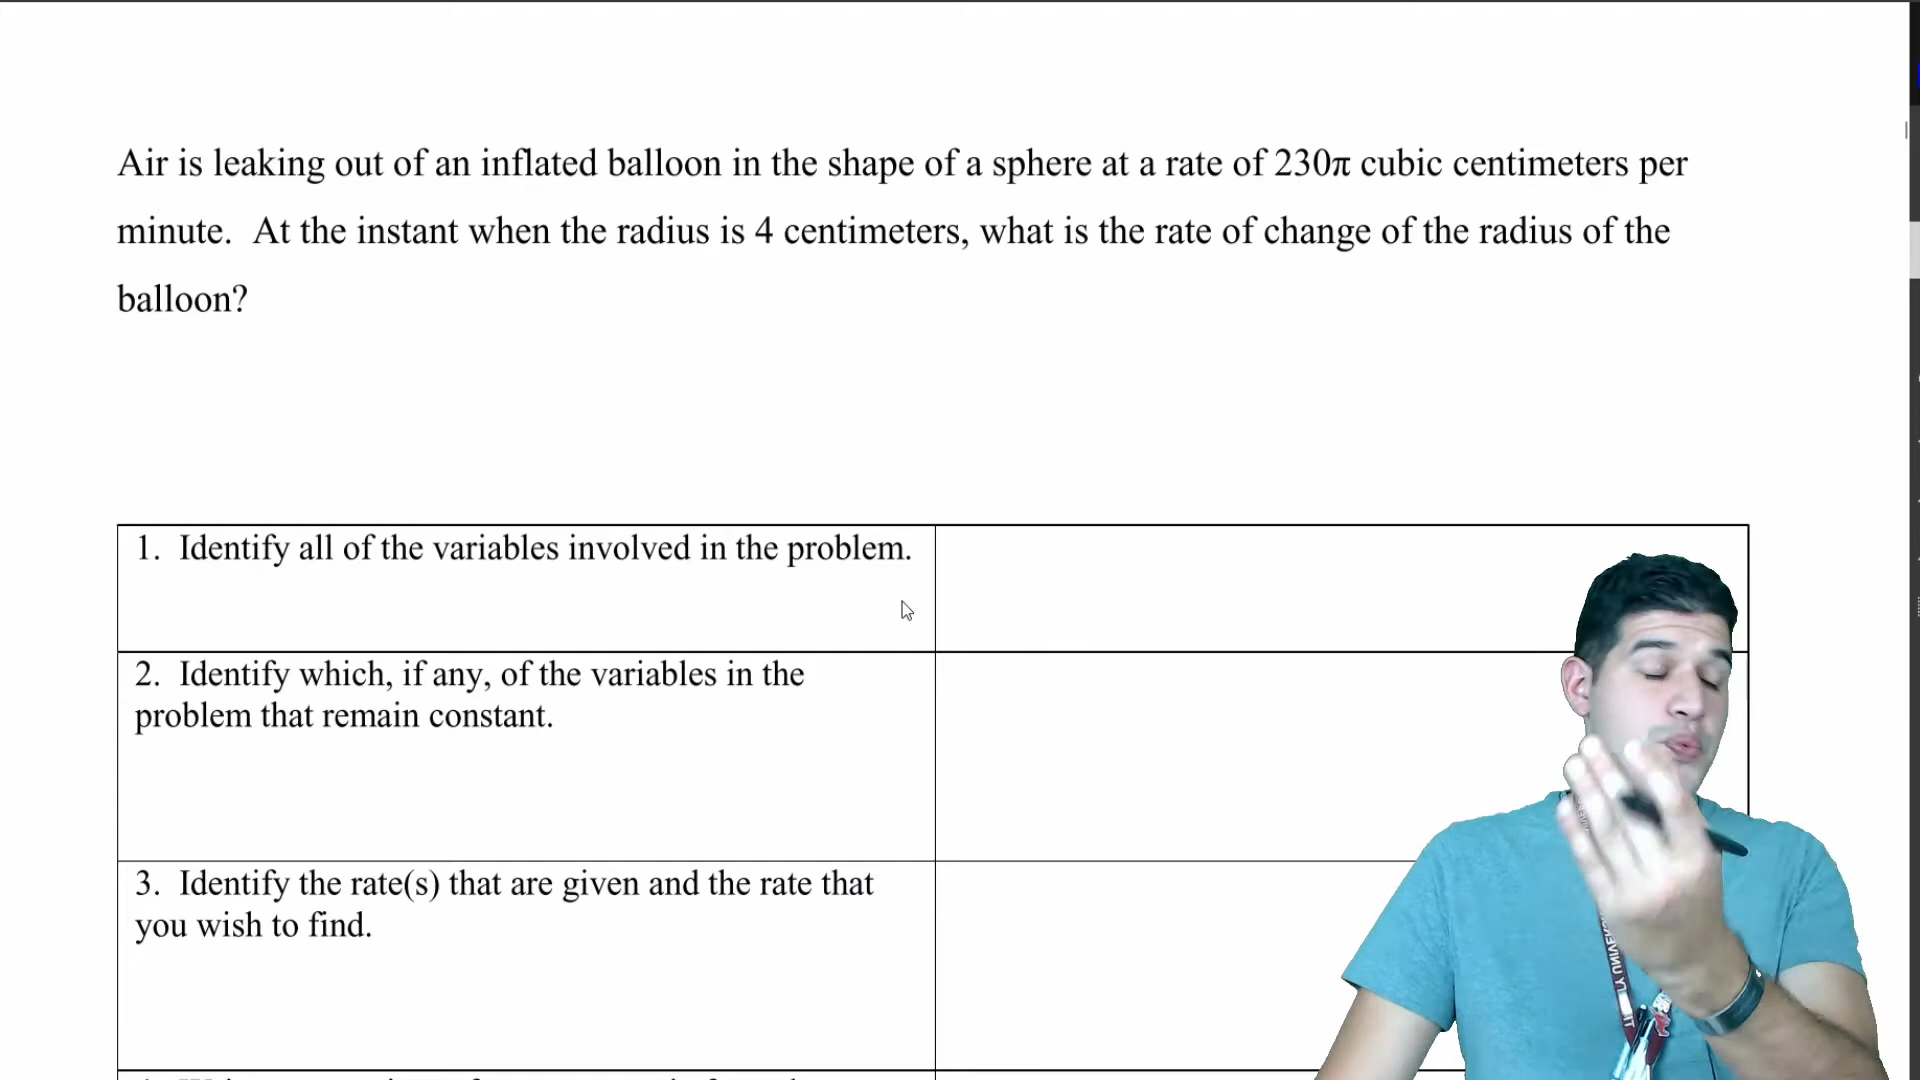 Air is leaking out of an inflated balloon in the shape of a sphere at a rate of 230π cubic centimeters per
minute.  At the instant when the radius is 4 centimeters, what is the rate of change of the radius of the
balloon?
1.  Identify all of the variables involved in the problem.
2.  Identify which, if any, of the variables in the
problem that remain constant.
3.  Identify the rate(s) that are given and the rate that
you wish to find.